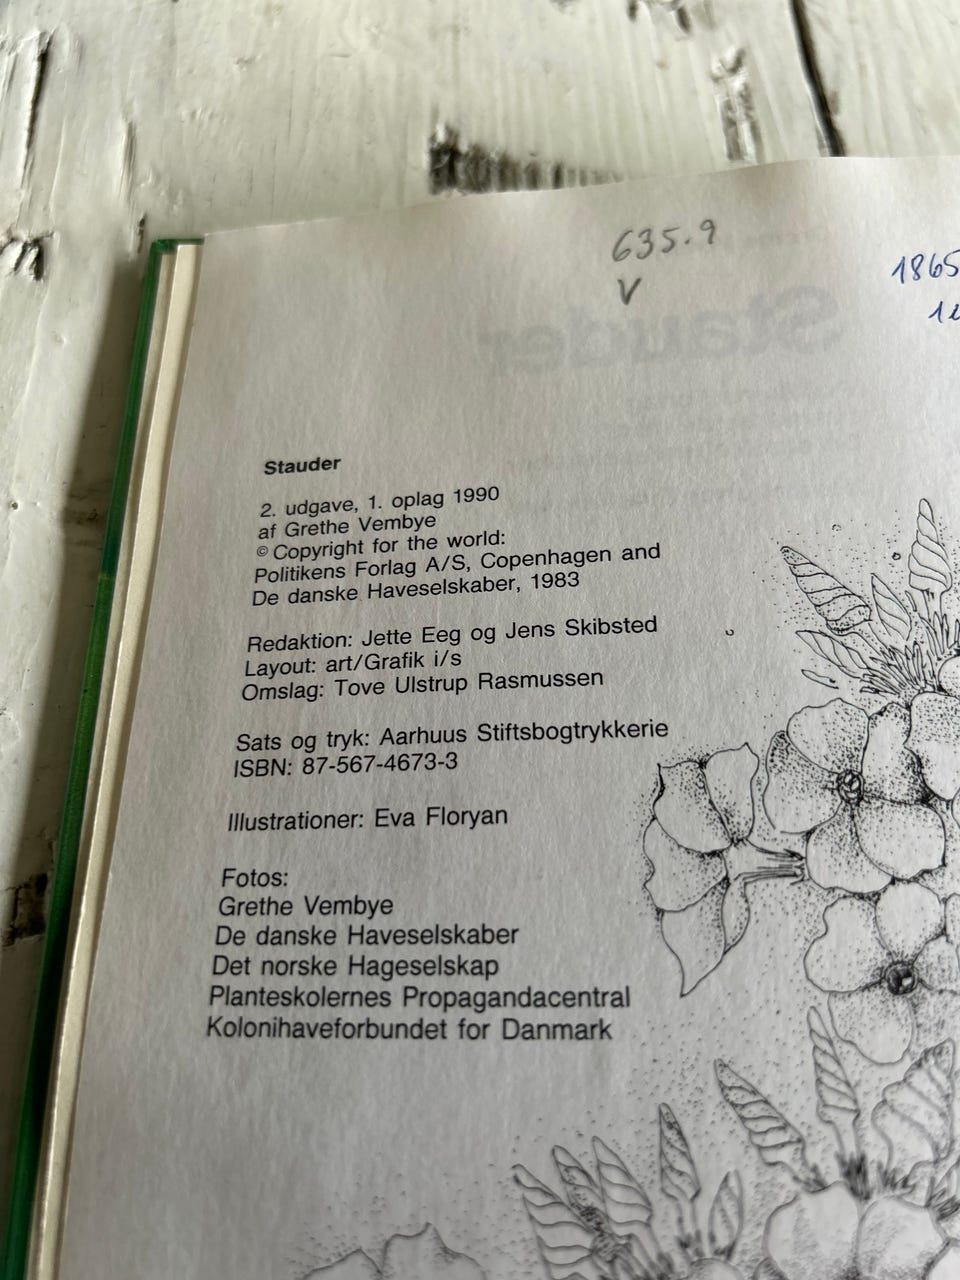 635.9
V
1865
Stauder
Stauder
2. udgave, 1. oplag 1990
af Grethe Vembye
© Copyright for the world:
Politikens Forlag A/S, Copenhagen and
De danske Haveselskaber, 1983
Redaktion: Jette Eeg og Jens Skibsted
Layout: art/Grafik i/s
Omslag: Tove Ulstrup Rasmussen
Sats og tryk: Aarhuus Stiftsbogtrykkerie
ISBN: 87-567-4673-3
Illustrationer: Eva Floryan
Fotos:
Grethe Vembye
De danske Haveselskaber
Det norske Hageselskap
Planteskolernes Propagandacentral
Kolonihaveforbundet for Danmark